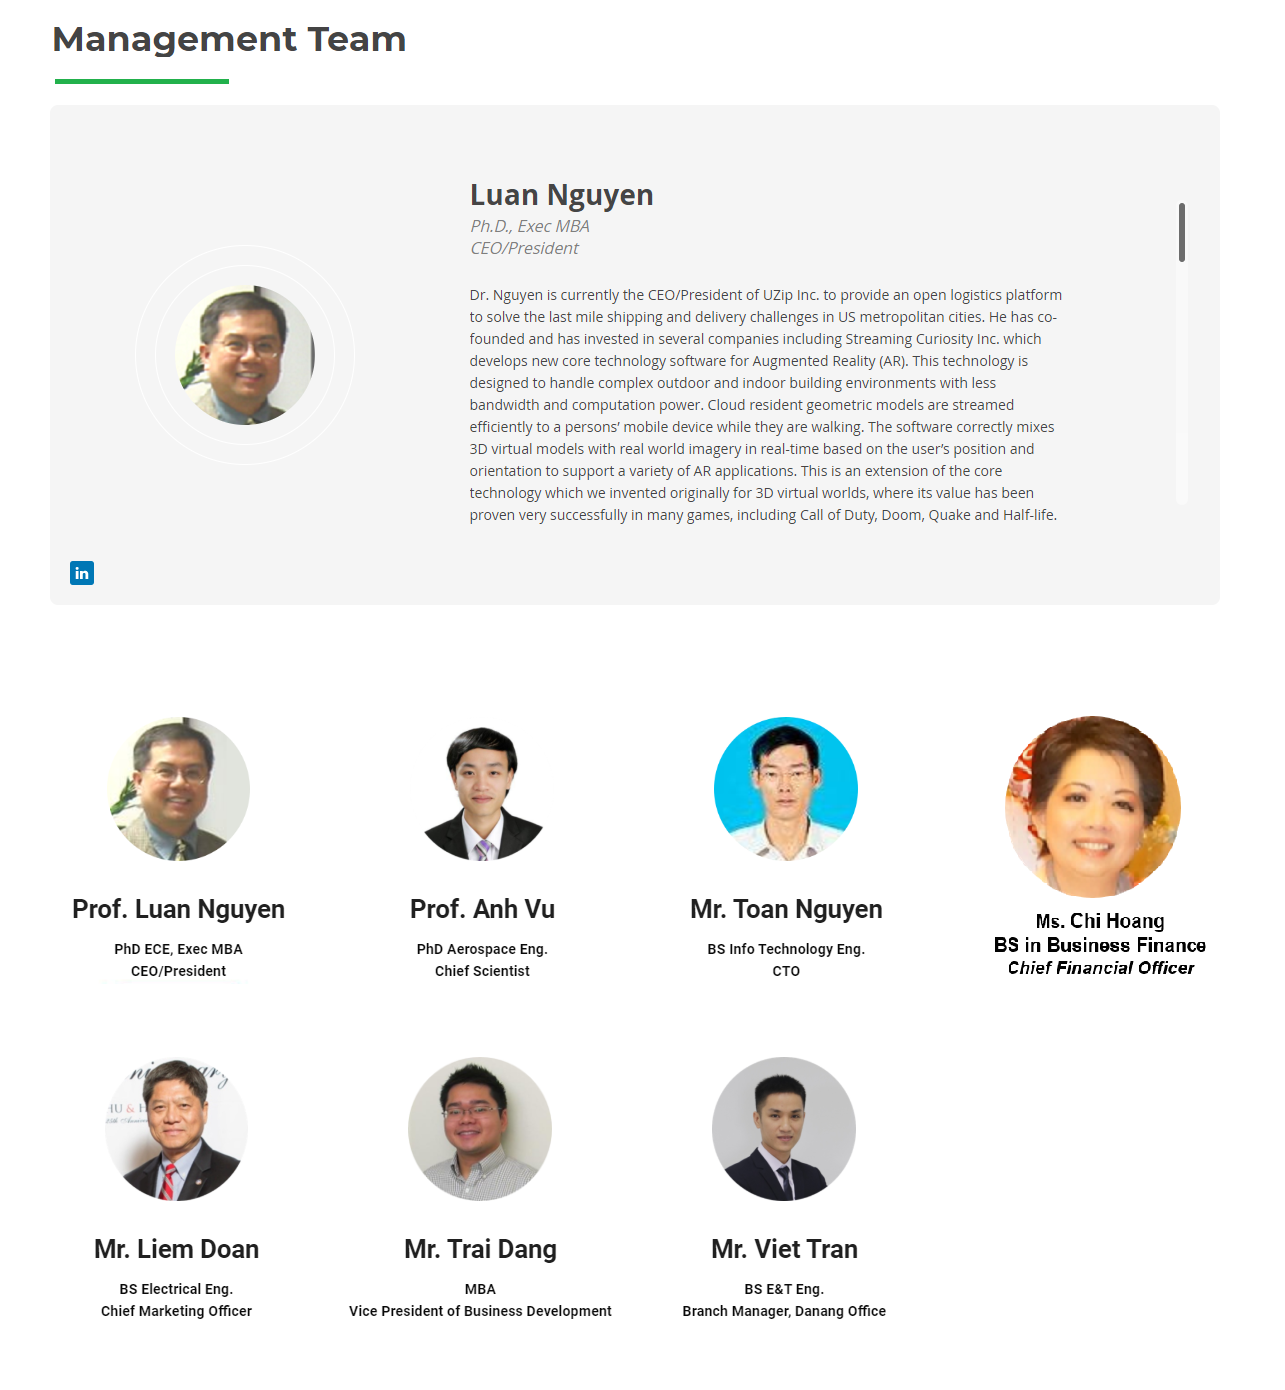 Management Team
Luan Nguyen
Ph.D., Exec MBA
CEO/President
Dr. Nguyen is currently the CEO/President of UZip Inc. to provide an open logistics platform
to solve the last mile shipping and delivery challenges in US metropolitan cities. He has co-
founded and has invested in several companies including Streaming Curiosity Inc. which
develops new core technology software for Augmented Reality (AR). This technology is
designed to handle complex outdoor and indoor building environments with less
bandwidth and computation power. Cloud resident geometric models are streamed
efficiently to a persons’ mobile device while they are walking. The software correctly mixes
3D virtual models with real world imagery in real-time based on the user’s position and
orientation to support a variety of AR applications. This is an extension of the core
technology which we invented originally for 3D virtual worlds, where its value has been
proven very successfully in many games, including Call of Duty, Doom, Quake and Half-life.
in
Prof. Luan Nguyen
PhD ECE, Exec MBA
CEO/President
Prof. Anh Vu
PhD Aerospace Eng.
Chief Scientist
Mr. Toan Nguyen
BS Info Technology Eng.
CTO
Ms. Chi Hoang
BS in Business Finance
Chief Financial Officer
Mr. Liem Doan
BS Electrical Eng.
Chief Marketing Officer
Mr. Trai Dang
MBA
Vice President of Business Development
Mr. Viet Tran
BS E&T Eng.
Branch Manager, Danang Office